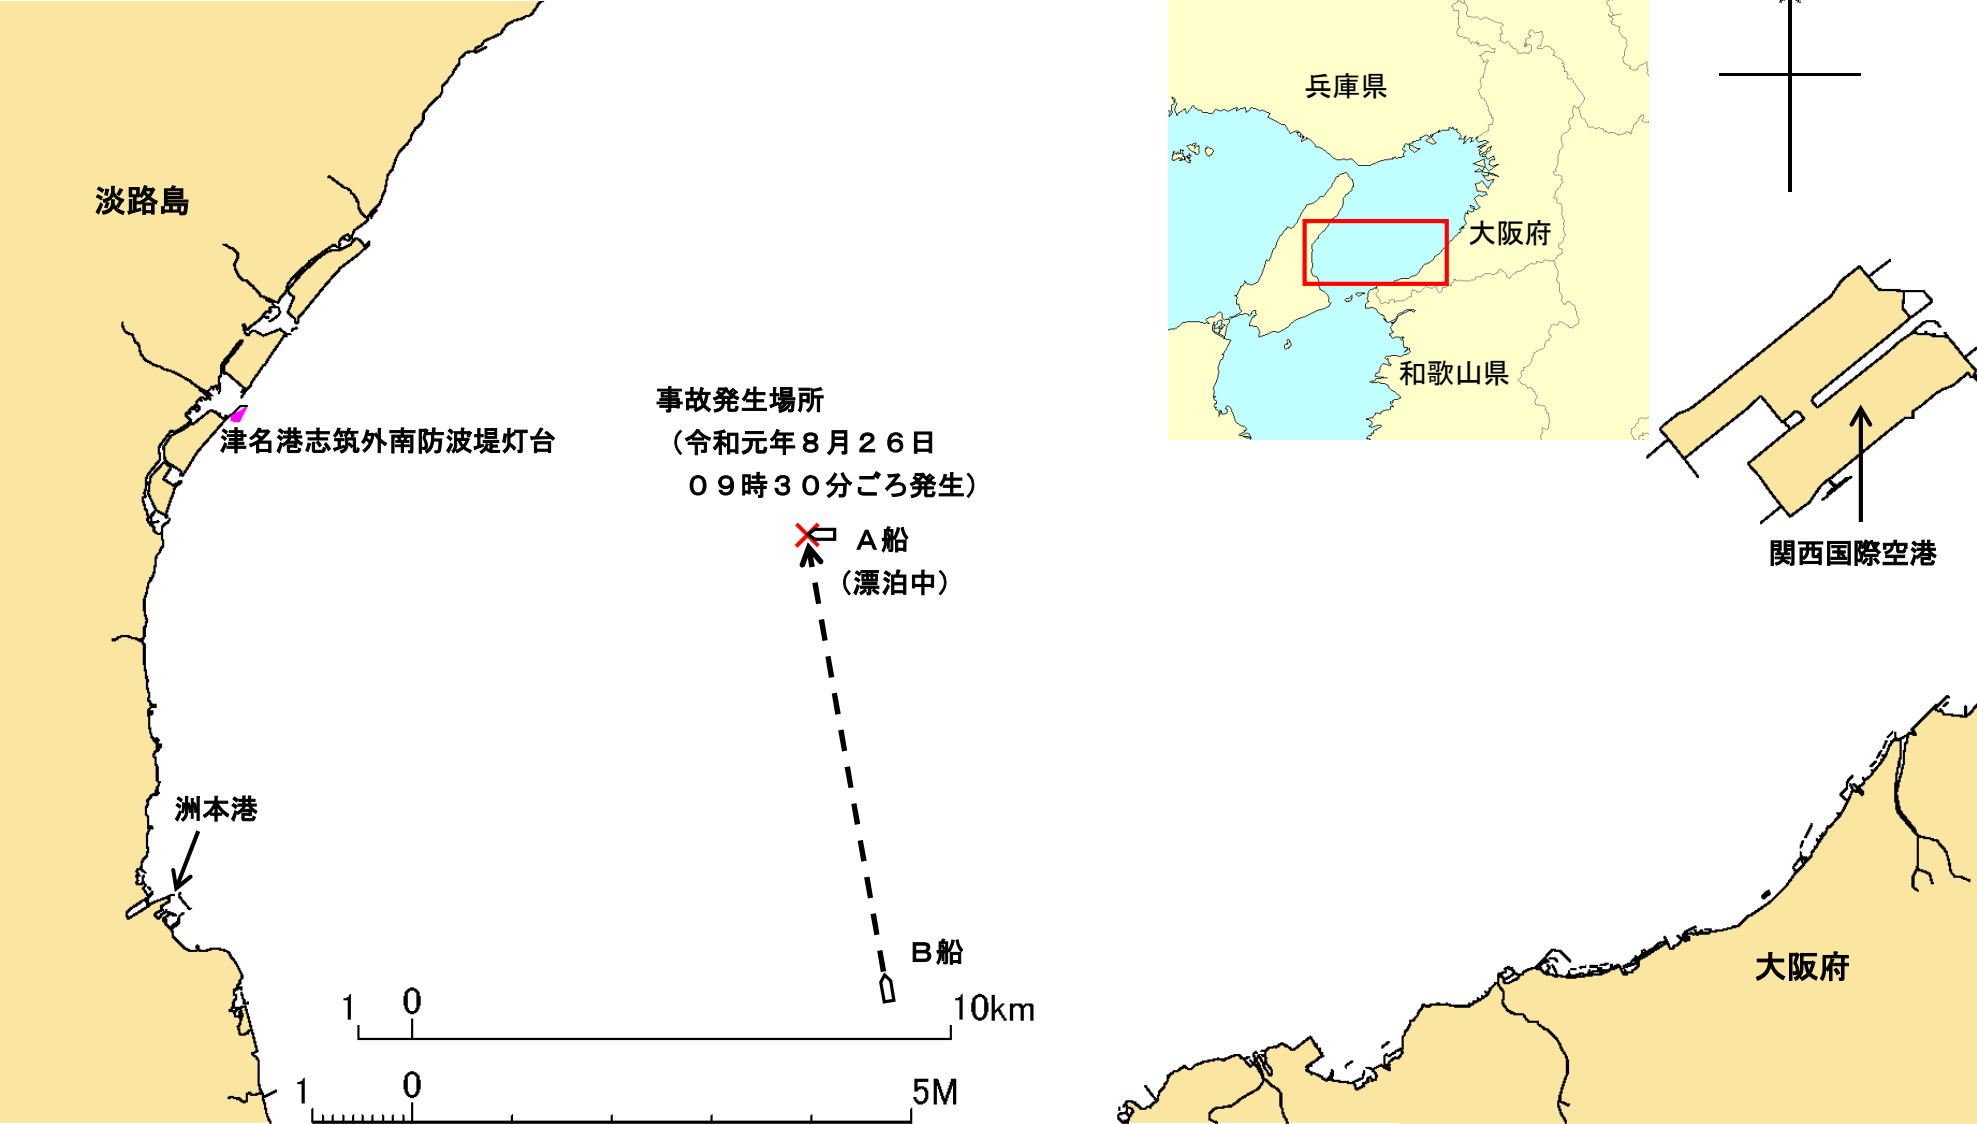 兵庫県
大阪府
和歌山県
淡路島
津名港志筑外南防波堤灯台
事故発生場所
（令和元年８月２６日
０９時３０分ごろ発生）
Ａ船
（漂泊中）
関西国際空港
洲本港
Ｂ船
大阪府
1 0 10km
1 0 5M